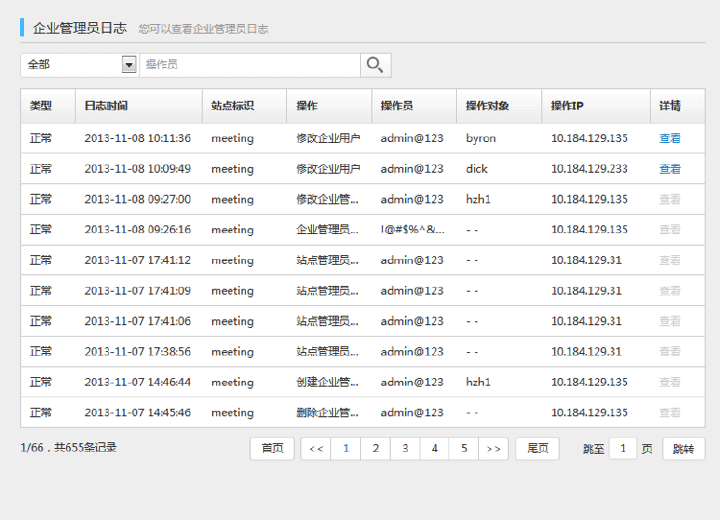 企业管理员日志 您可以查看企业管理员日志
全部 操作员
类型 日志时间 站点标识 操作 操作员 操作对象 操作IP 详情
正常 2013-11-08 10:11:36 meeting 修改企业用户 admin@123 byron 10.184.129.135 查看
正常 2013-11-08 10:09:49 meeting 修改企业用户 admin@123 dick 10.184.129.233 查看
正常 2013-11-08 09:27:00 meeting 修改企业管... admin@123 hzh1 10.184.129.135 查看
正常 2013-11-08 09:26:16 meeting 企业管理员... !@#$%^&... - - 10.184.129.135 查看
正常 2013-11-07 17:41:12 meeting 站点管理员... admin@123 - - 10.184.129.31 查看
正常 2013-11-07 17:41:09 meeting 站点管理员... admin@123 - - 10.184.129.31 查看
正常 2013-11-07 17:41:06 meeting 站点管理员... admin@123 - - 10.184.129.31 查看
正常 2013-11-07 17:38:56 meeting 站点管理员... admin@123 - - 10.184.129.31 查看
正常 2013-11-07 14:46:44 meeting 创建企业管... admin@123 hzh1 10.184.129.135 查看
正常 2013-11-07 14:45:46 meeting 删除企业管... admin@123 - - 10.184.129.135 查看
1/66，共655条记录 首页 << 1 2 3 4 5 >> 尾页 跳至 1 页 跳转